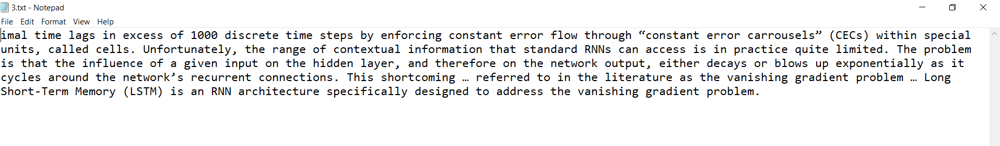 3.txt - Notepad
File Edit Format View Help
imal time lags in excess of 1000 discrete time steps by enforcing constant error flow through “constant error carrousels” (CECs) within special
units, called cells. Unfortunately, the range of contextual information that standard RNNs can access is in practice quite limited. The problem
is that the influence of a given input on the hidden layer, and therefore on the network output, either decays or blows up exponentially as it
cycles around the network’s recurrent connections. This shortcoming … referred to in the literature as the vanishing gradient problem … Long
Short-Term Memory (LSTM) is an RNN architecture specifically designed to address the vanishing gradient problem.